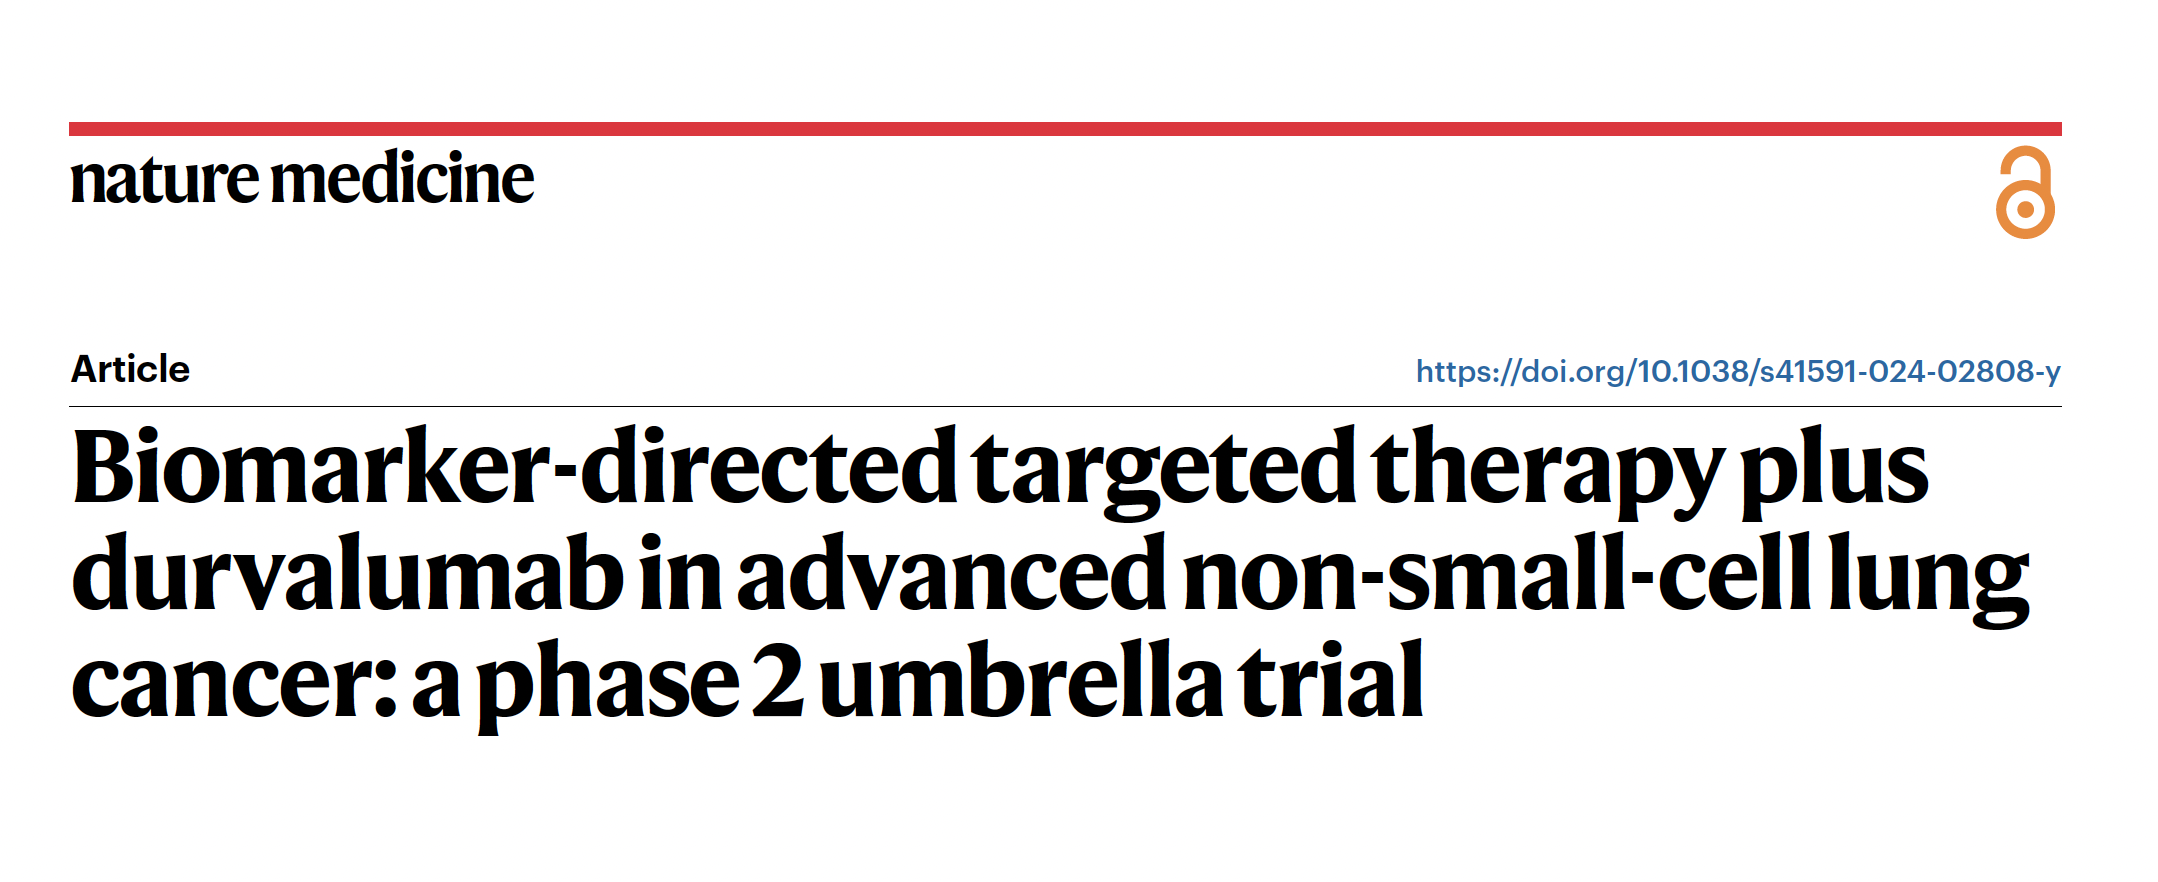 nature medicine
Article
https://doi.org/10.1038/s41591-024-02808-y
Biomarker-directed targeted therapy plus
durvalumab in advanced non-small-cell lung
cancer: a phase 2 umbrella trial